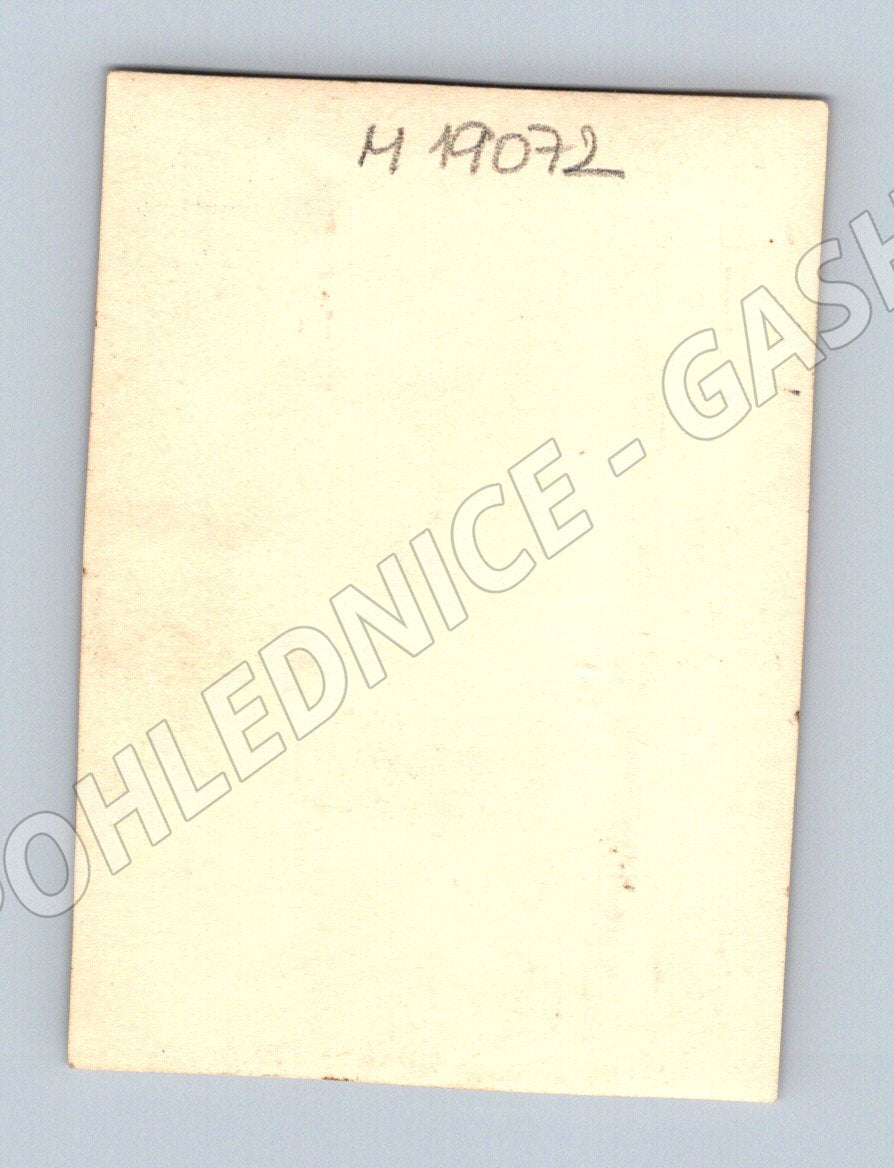 M 19072
POHLEDNICE - GASH